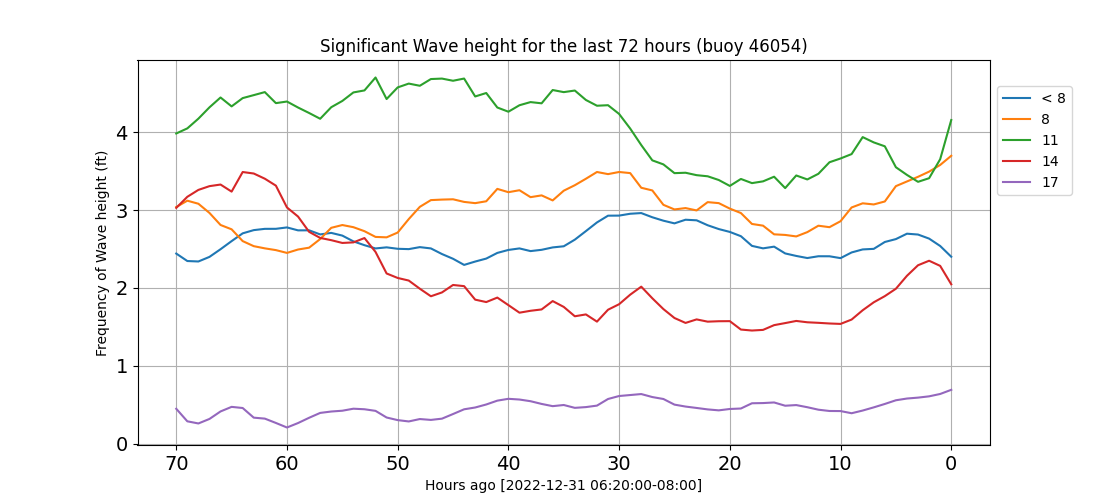 Significant Wave height for the last 72 hours (buoy 46054)
Frequency of Wave height (ft)
4
3
2
1
0
70 60 50 40 30 20 10 0
Hours ago [2022-12-31 06:20:00-08:00]
< 8
8
11
14
17